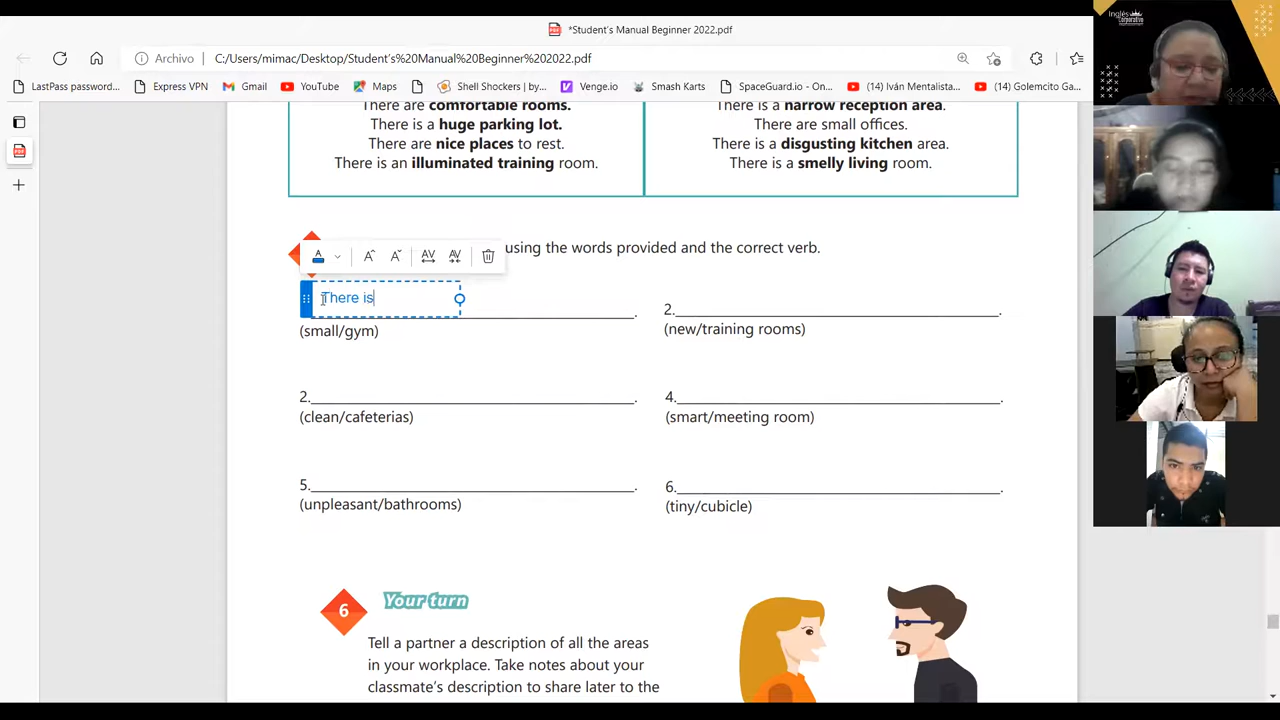 *Student's Manual Beginner 2022.pdf
Archivo
C:/Users/mimac/Desktop/Student's%20Manual%20Beginner%202022.pdf
LastPass password...
Express VPN
Gmail
YouTube
Maps
Shell Shockers | by...
Venge.io
Smash Karts
SpaceGuard.io - On...
(14) Iván Mentalista...
(14) Golemcito Ga...
There are comfortable rooms.
There is a huge parking lot.
There are nice places to rest.
There is an illuminated training room.
There is a narrow reception area.
There are small offices.
There is a disgusting kitchen area.
There is a smelly living room.
using the words provided and the correct verb.
There is
(small/gym)
2.
(new/training rooms)
2.
(clean/cafeterias)
4.
(smart/meeting room)
5.
(unpleasant/bathrooms)
6.
(tiny/cubicle)
6
Your turn
Tell a partner a description of all the areas
in your workplace. Take notes about your
classmate's description to share later to the
Inglés
Corporativo